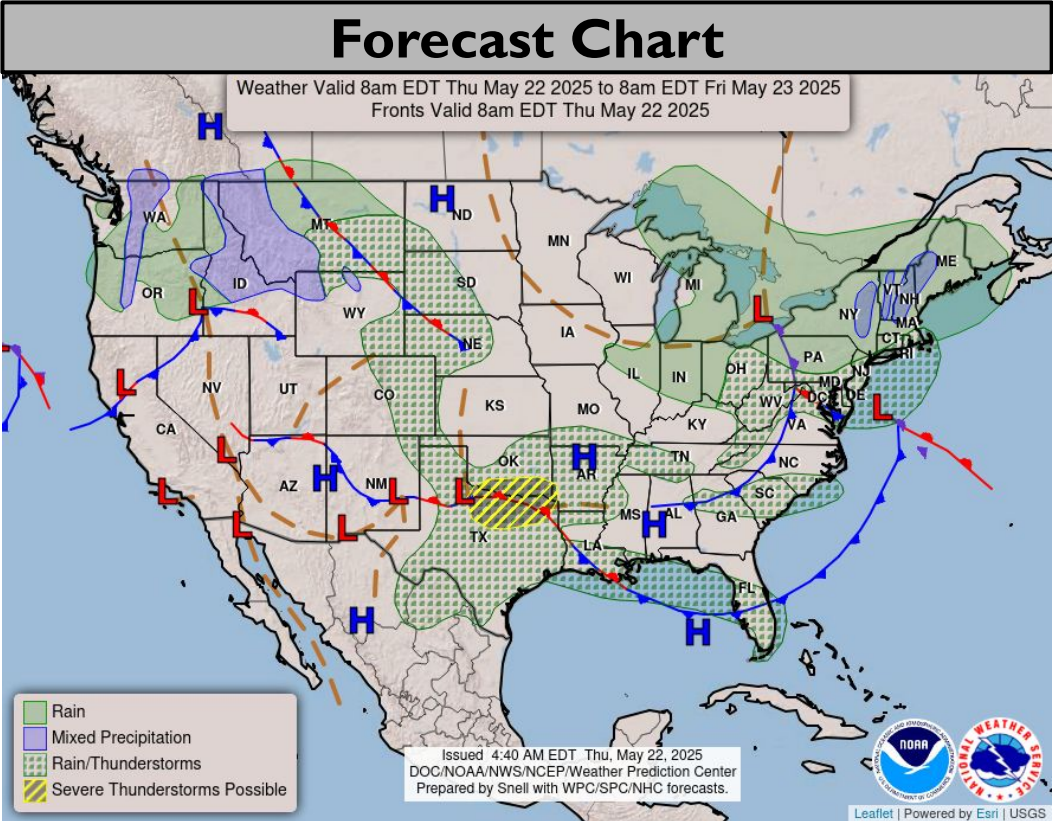 Forecast Chart
Weather Valid 8am EDT Thu May 22 2025 to 8am EDT Fri May 23 2025
Fronts Valid 8am EDT Thu May 22 2025
H
H
WA
MT
ND
MN
ME
OR
ID
WY
SD
WI
MI
NY
VT
NH
MA
CT
RI
L
L
NE
IA
PA
NJ
L
NV
UT
CO
KS
MO
IL
IN
OH
WV
MD
DC
DE
VA
L
CA
L
AZ
H
NM
L
L
OK
H
AR
KY
TN
NC
SC
L
L
L
TX
LA
MS
H
AL
GA
FL
H
H
Rain
Mixed Precipitation
Rain/Thunderstorms
Severe Thunderstorms Possible
Issued 4:40 AM EDT Thu, May 22, 2025
DOC/NOAA/NWS/NCEP/Weather Prediction Center
Prepared by Snell with WPC/SPC/NHC forecasts.
NOAA
NATIONAL WEATHER SERVICE
Leaflet | Powered by Esri | USGS